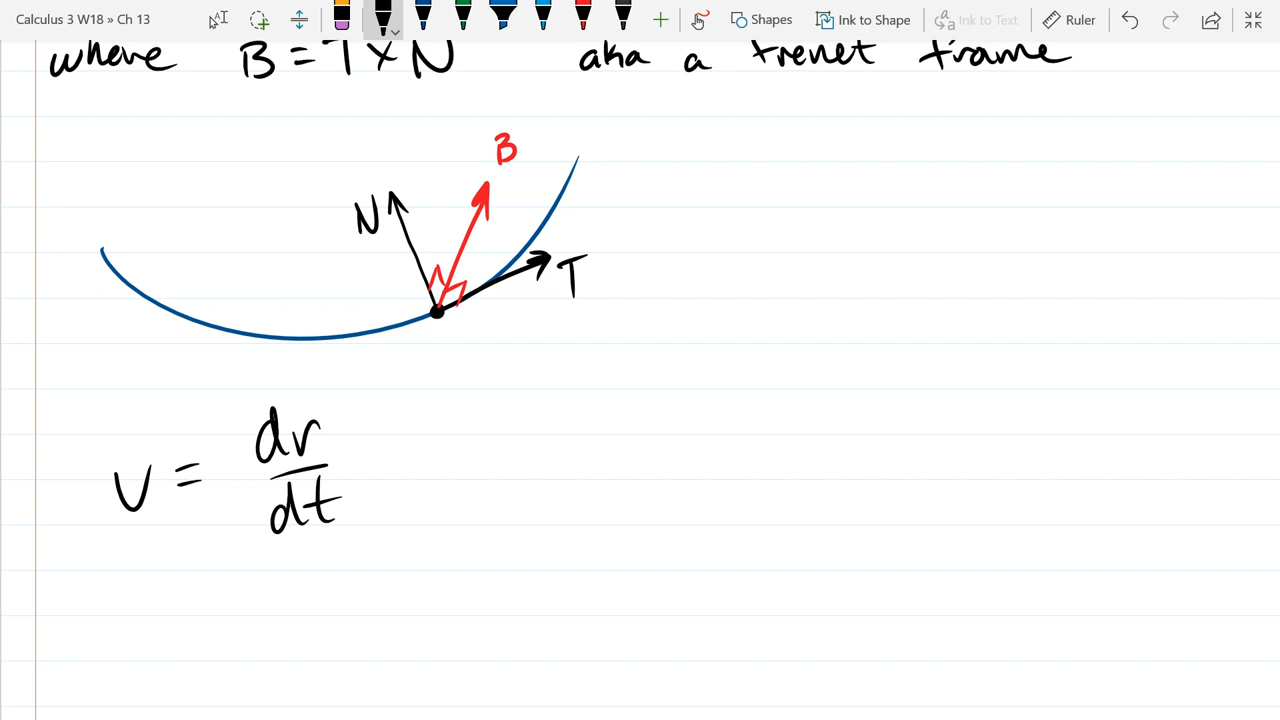 Calculus 3 W18 » Ch 13 Shapes Ink to Shape Ink to Text Ruler
where B = T × N aka a frenet frame
B
N
T
v = dr/dt